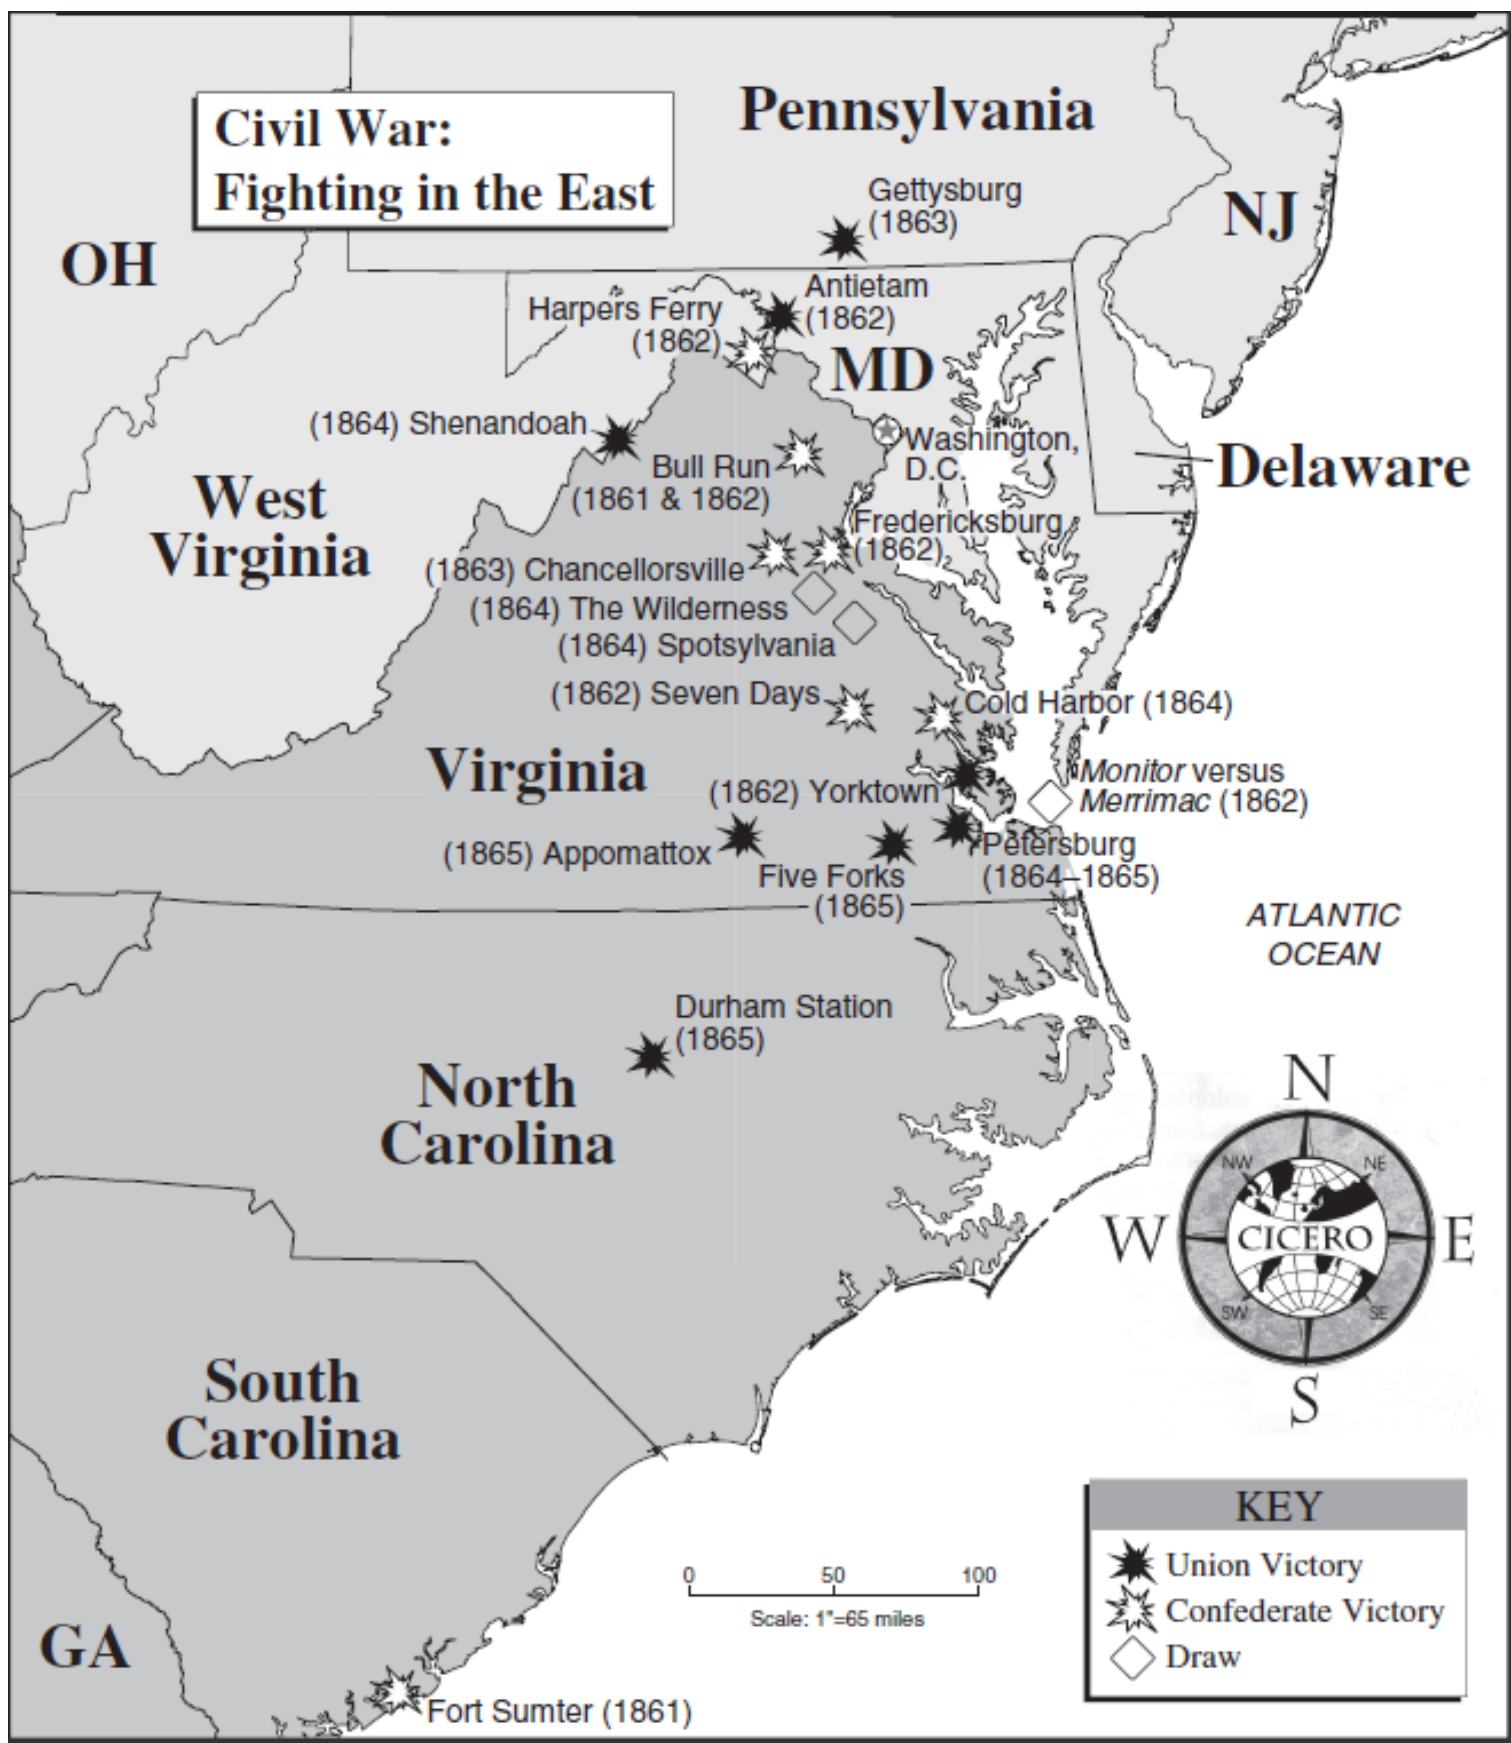 Civil War:
Fighting in the East
Pennsylvania
Gettysburg
(1863)
NJ
OH
Antietam
(1862)
Harpers Ferry
(1862)
MD
(1864) Shenandoah
Washington,
D.C.
Bull Run
(1861 & 1862)
Delaware
West
Virginia
Fredericksburg
(1862)
(1863) Chancellorsville
(1864) The Wilderness
(1864) Spotsylvania
(1862) Seven Days
Cold Harbor (1864)
Virginia
(1862) Yorktown
Monitor versus
Merrimac (1862)
(1865) Appomattox
Five Forks
(1865)
Petersburg
(1864–1865)
ATLANTIC
OCEAN
Durham Station
(1865)
North
Carolina
N
NW
NE
W
CICERO
E
SW
SE
S
South
Carolina
GA
Fort Sumter (1861)
0 50 100
Scale: 1"=65 miles
KEY
Union Victory
Confederate Victory
Draw